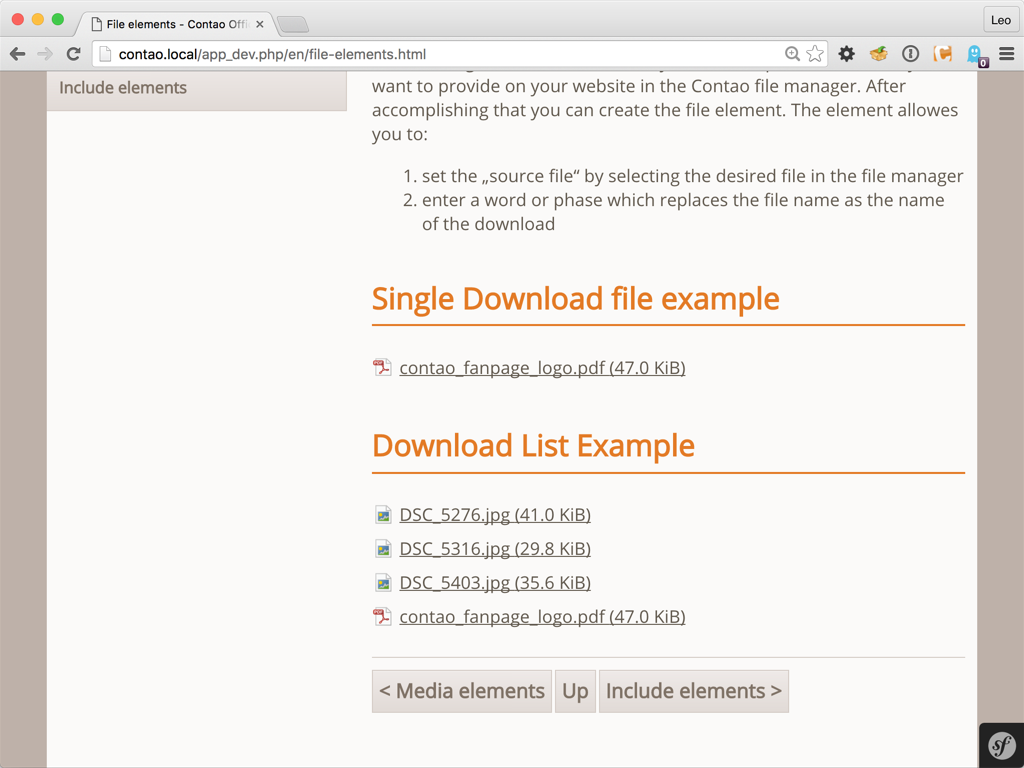 File elements - Contao Offi
Leo
contao.local/app_dev.php/en/file-elements.html
0
Include elements
want to provide on your website in the Contao file manager. After
accomplishing that you can create the file element. The element allowes
you to:
1. set the „source file“ by selecting the desired file in the file manager
2. enter a word or phase which replaces the file name as the name
of the download
Single Download file example
contao_fanpage_logo.pdf (47.0 KiB)
Download List Example
DSC_5276.jpg (41.0 KiB)
DSC_5316.jpg (29.8 KiB)
DSC_5403.jpg (35.6 KiB)
contao_fanpage_logo.pdf (47.0 KiB)
< Media elements
Up
Include elements >
sf